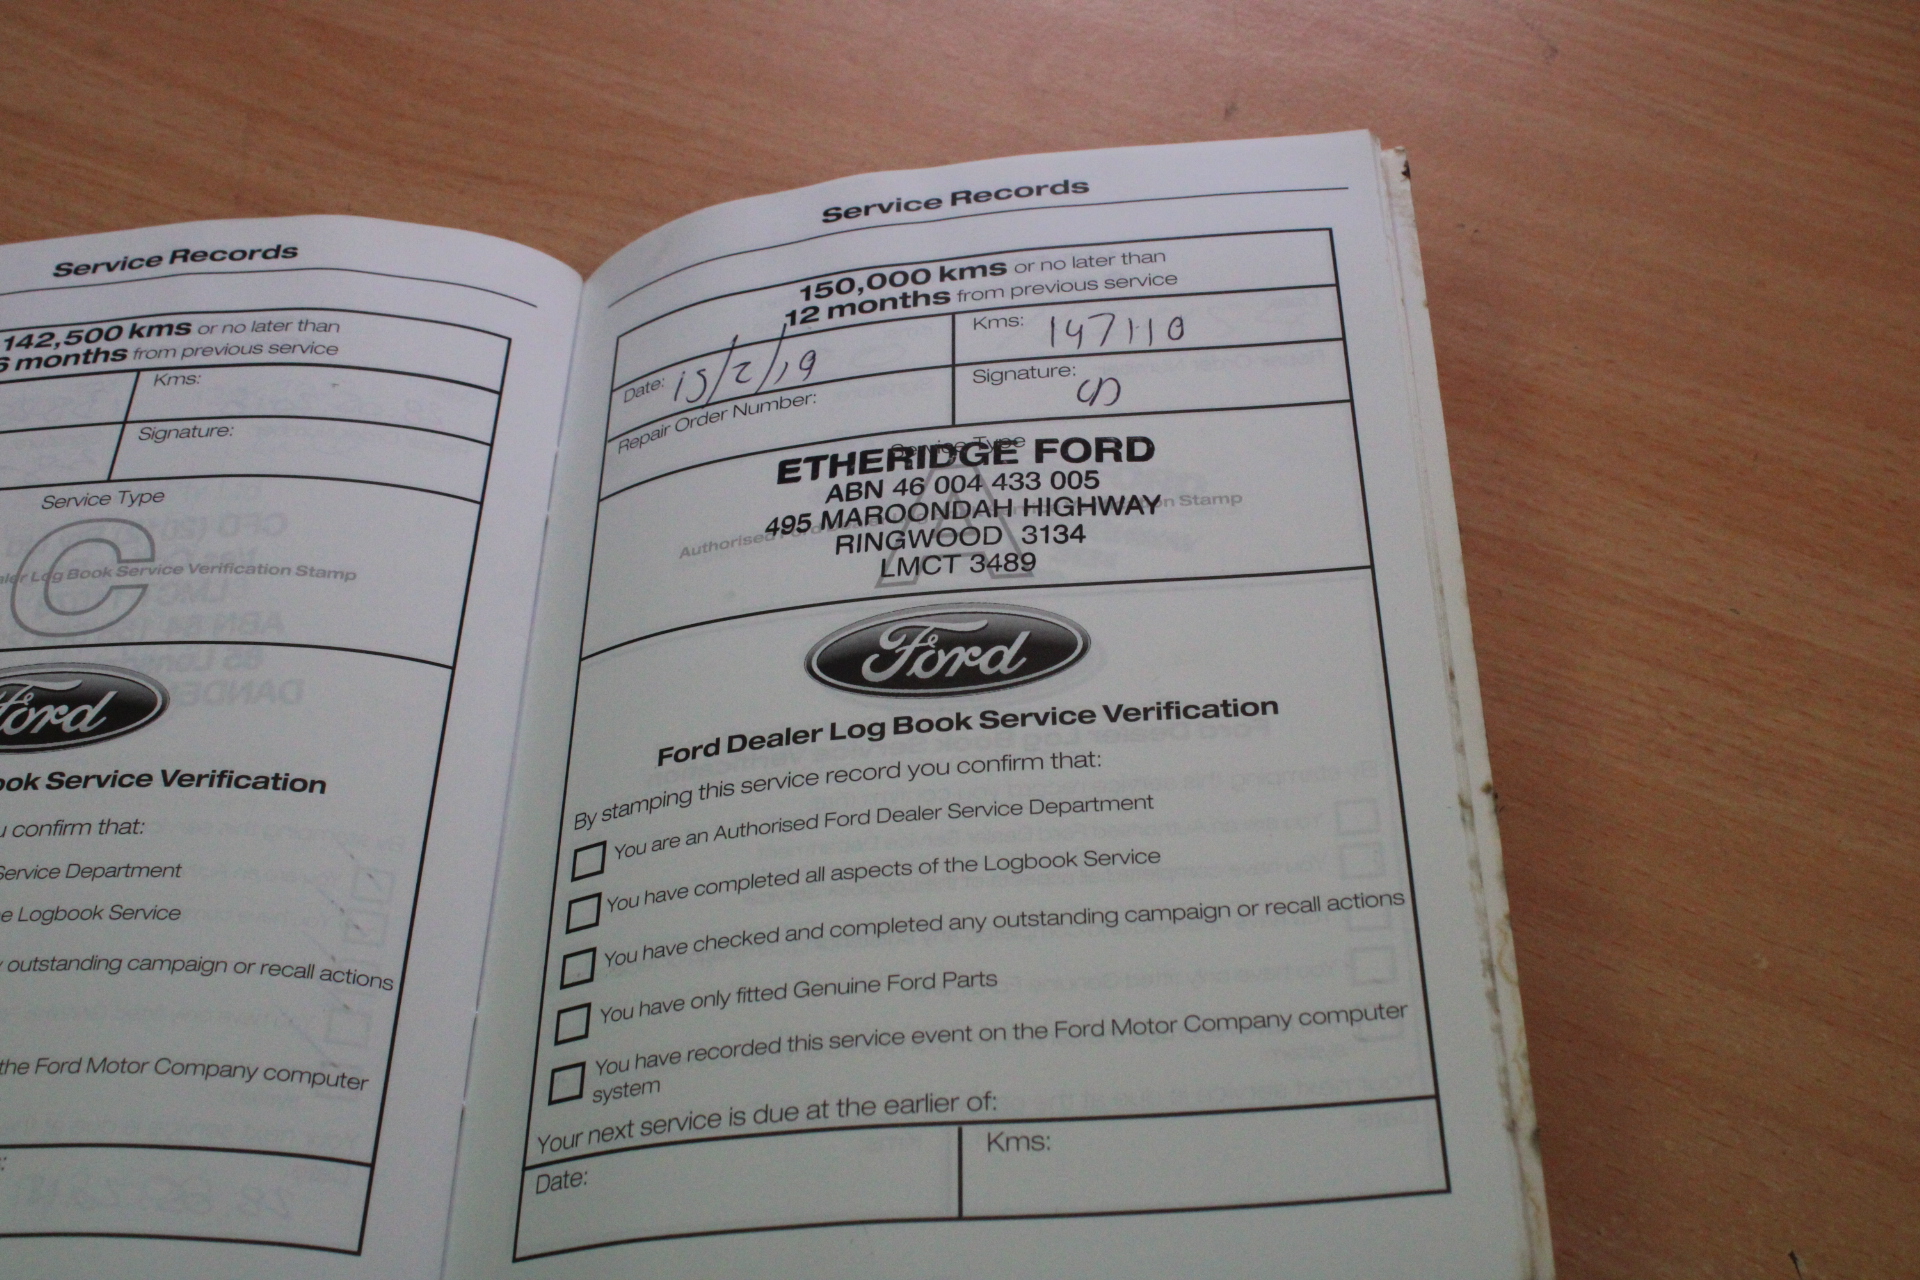 Service Records
142,500 kms or no later than
6 months from previous service
Kms:
Signature:
Service Type
C
Log Book Service Verification Stamp
Ford
Book Service Verification
confirm that:
Service Department
Logbook Service
outstanding campaign or recall actions
the Ford Motor Company computer
Service Records
150,000 kms or no later than
12 months from previous service
Date: 15/2/19
Kms: 147110
Repair Order Number:
Signature:
Service Type
A
Authorised Ford Stamp
ETHERIDGE FORD
ABN 46 004 433 005
495 MAROONDAH HIGHWAY
RINGWOOD 3134
LMCT 3489
Ford
Ford Dealer Log Book Service Verification
By stamping this service record you confirm that:
You are an Authorised Ford Dealer Service Department
You have completed all aspects of the Logbook Service
You have checked and completed any outstanding campaign or recall actions
You have only fitted Genuine Ford Parts
You have recorded this service event on the Ford Motor Company computer
system
Your next service is due at the earlier of:
Date:
Kms: